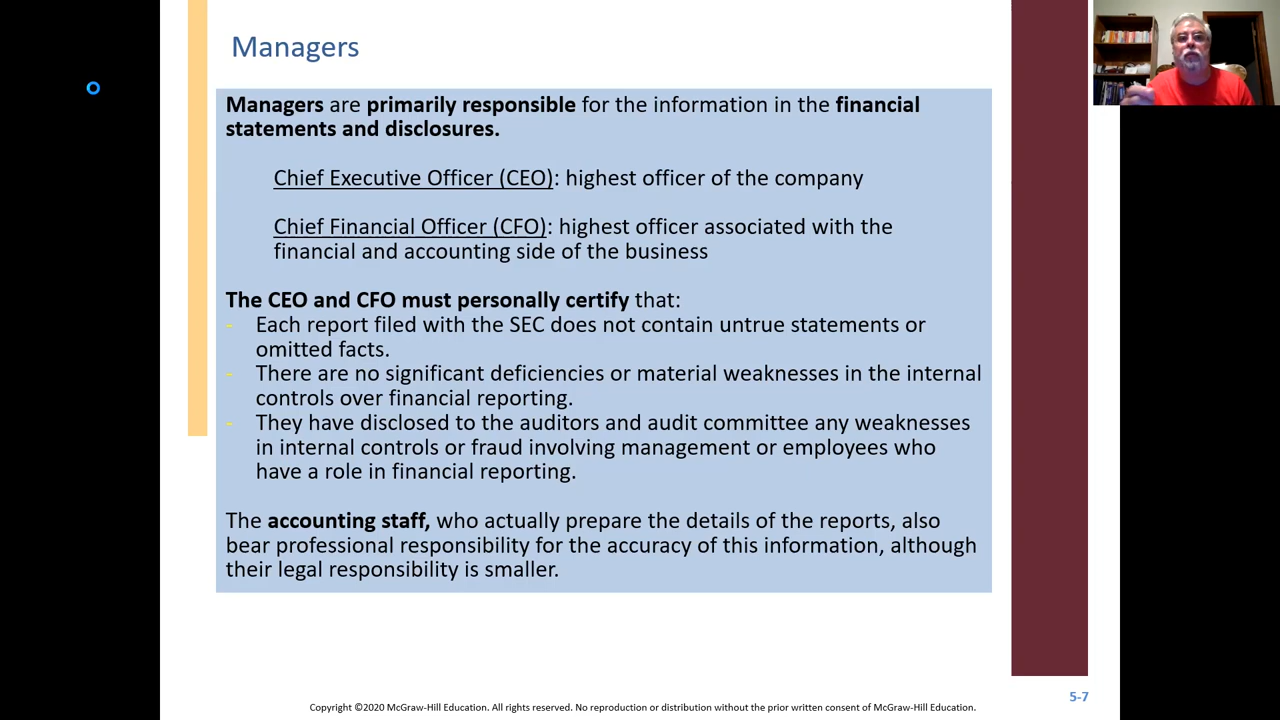 Managers
Managers are primarily responsible for the information in the financial
statements and disclosures.
Chief Executive Officer (CEO): highest officer of the company
Chief Financial Officer (CFO): highest officer associated with the
financial and accounting side of the business
The CEO and CFO must personally certify that:
- Each report filed with the SEC does not contain untrue statements or
omitted facts.
- There are no significant deficiencies or material weaknesses in the internal
controls over financial reporting.
- They have disclosed to the auditors and audit committee any weaknesses
in internal controls or fraud involving management or employees who
have a role in financial reporting.
The accounting staff, who actually prepare the details of the reports, also
bear professional responsibility for the accuracy of this information, although
their legal responsibility is smaller.
5-7
Copyright ©2020 McGraw-Hill Education. All rights reserved. No reproduction or distribution without the prior written consent of McGraw-Hill Education.